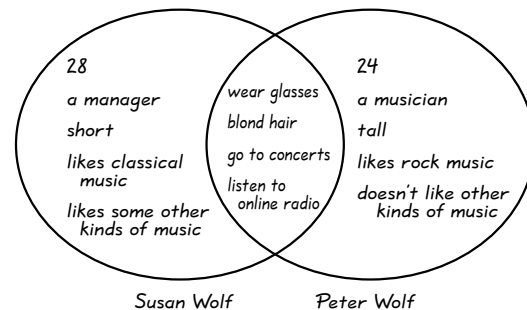 28
a manager
short
likes classical
music
likes some other
kinds of music
wear glasses
blond hair
go to concerts
listen to
online radio
24
a musician
tall
likes rock music
doesn't like other
kinds of music
Susan Wolf
Peter Wolf